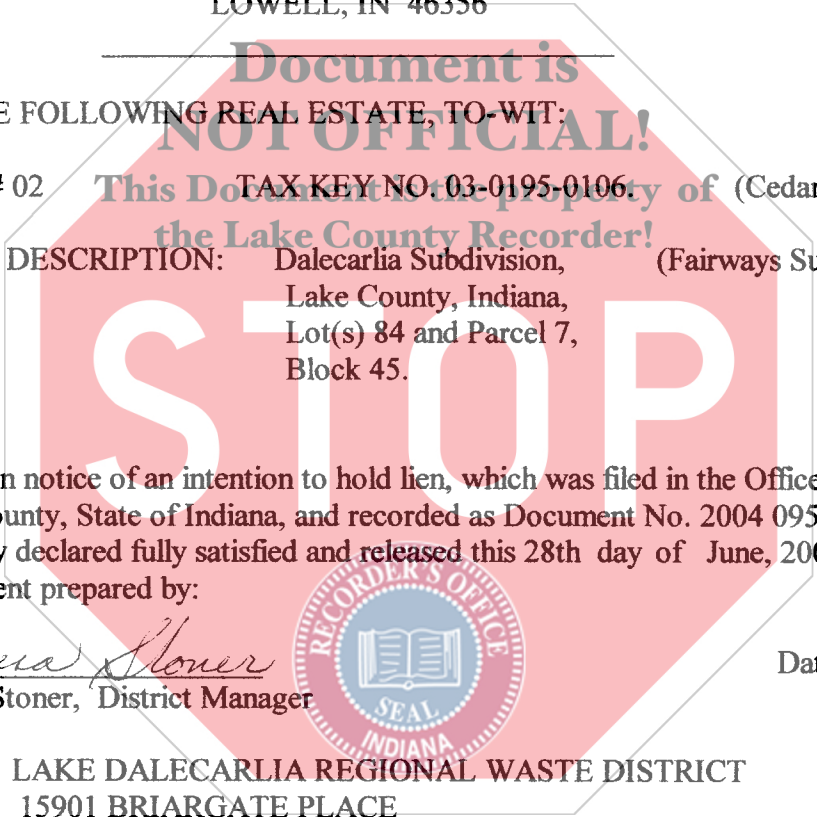 LOWELL, IN 46356
Document is
E FOLLOWING REAL ESTATE, TO-WIT:
NOT OFFICIAL!
# 02 TAX KEY NO. 03-0195-0106. (Cedar
This Document is the property of
the Lake County Recorder!
DESCRIPTION: Dalecarlia Subdivision, (Fairways Su
Lake County, Indiana,
Lot(s) 84 and Parcel 7,
Block 45.
STOP
n notice of an intention to hold lien, which was filed in the Office
ounty, State of Indiana, and recorded as Document No. 2004 095
y declared fully satisfied and released this 28th day of June, 200
ent prepared by:
RECORDER'S OFFICE
SEAL
INDIANA
Stoner Dat
Stoner, District Manager
LAKE DALECARLIA REGIONAL WASTE DISTRICT
15901 BRIARGATE PLACE